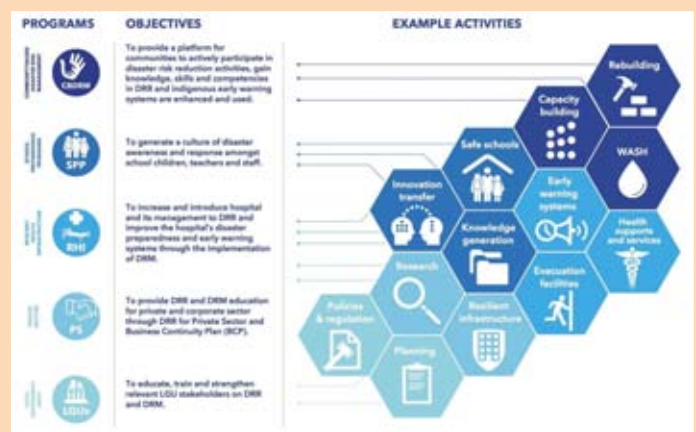 PROGRAMS
OBJECTIVES
EXAMPLE ACTIVITIES
CBDRM
To provide a platform for
communities to actively participate in
disaster risk reduction activities, gain
knowledge, skills and competencies
in DRR and indigenous early warning
systems are enhanced and used.
SPP
To generate a culture of disaster
awareness and response amongst
school children, teachers and staff.
RHI
To increase and introduce hospital
and its management to DRR and
improve the hospital's disaster
preparedness and early warning
systems through the implementation
of DRM.
PS
To provide DRR and DRM education
for private and corporate sector
through DRR for Private Sector and
Business Continuity Plan (BCP).
LGUs
To educate, train and strengthen
relevant LGU stakeholders on DRR
and DRM.
Rebuilding
Capacity
building
Safe schools
WASH
Innovation
transfer
Early
warning
systems
Knowledge
generation
Health
supports
and services
Research
Evacuation
facilities
Policies
& regulation
Resilient
infrastructure
Planning